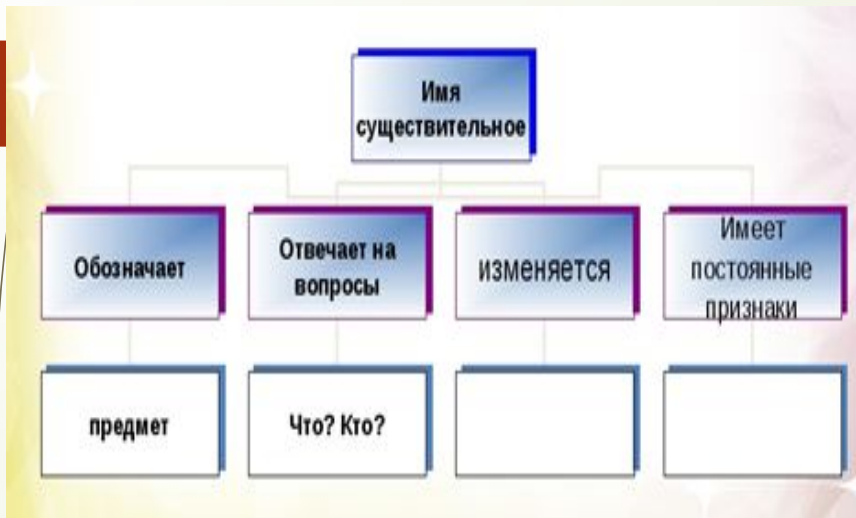 Имя
существительное
Обозначает
Отвечает на
вопросы
изменяется
Имеет
постоянные
признаки
предмет
Что? Кто?